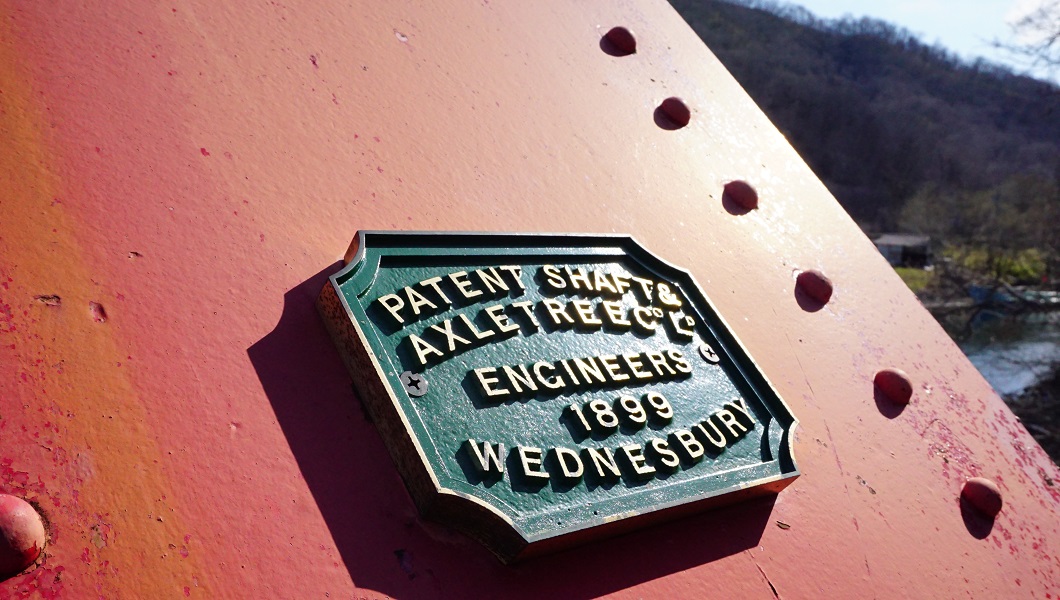 PATENT SHAFT &
AXLETREE Cº Lᴰ
ENGINEERS
1899
WEDNESBURY